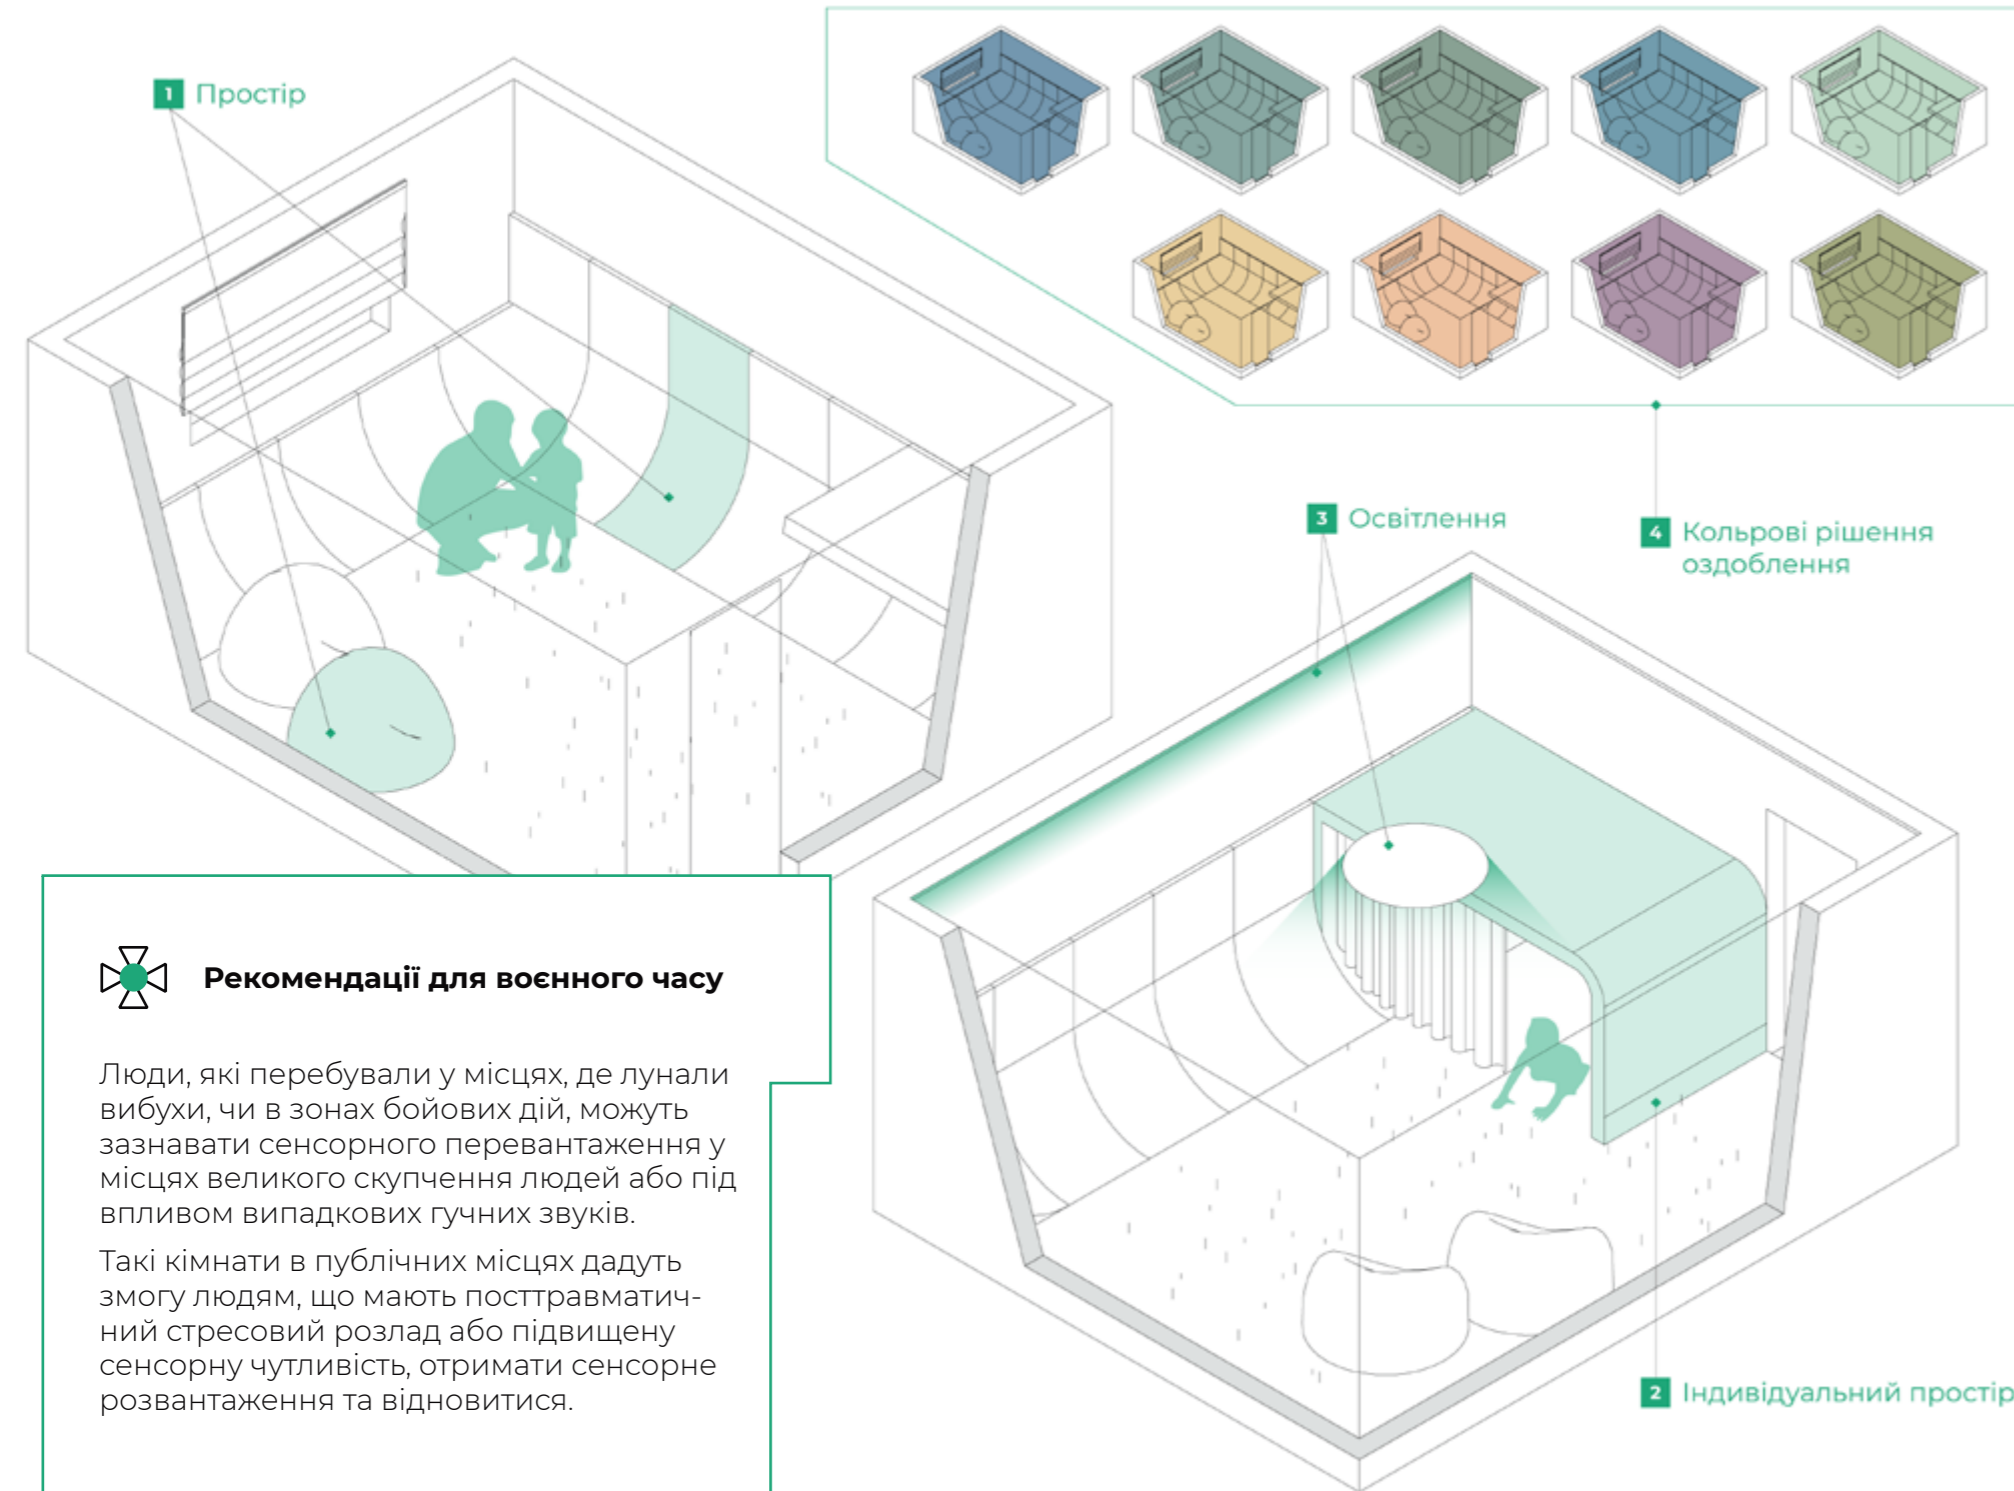 1 Простір
3 Освітлення
4 Кольрові рішення
оздоблення
2 Індивідуальний простір
Рекомендації для воєнного часу
Люди, які перебували у місцях, де лунали
вибухи, чи в зонах бойових дій, можуть
зазнавати сенсорного перевантаження у
місцях великого скупчення людей або під
впливом випадкових гучних звуків.
Такі кімнати в публічних місцях дадуть
змогу людям, що мають посттравматич-
ний стресовий розлад або підвищену
сенсорну чутливість, отримати сенсорне
розвантаження та відновитися.